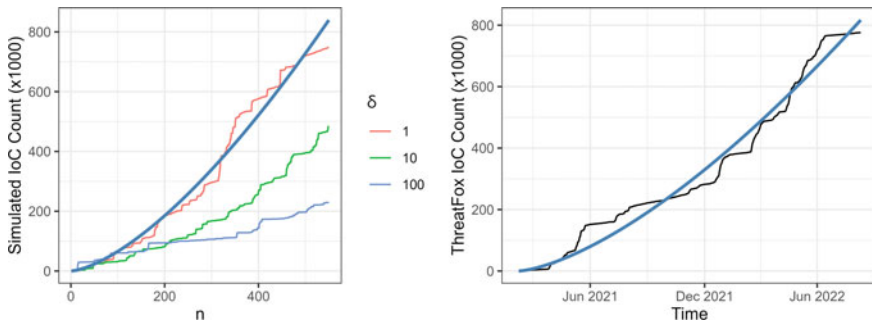 Simulated IoC Count (x1000)
800
600
400
200
0
0
200
400
n
δ
1
10
100
ThreatFox IoC Count (x1000)
800
600
400
200
0
Jun 2021
Dec 2021
Jun 2022
Time